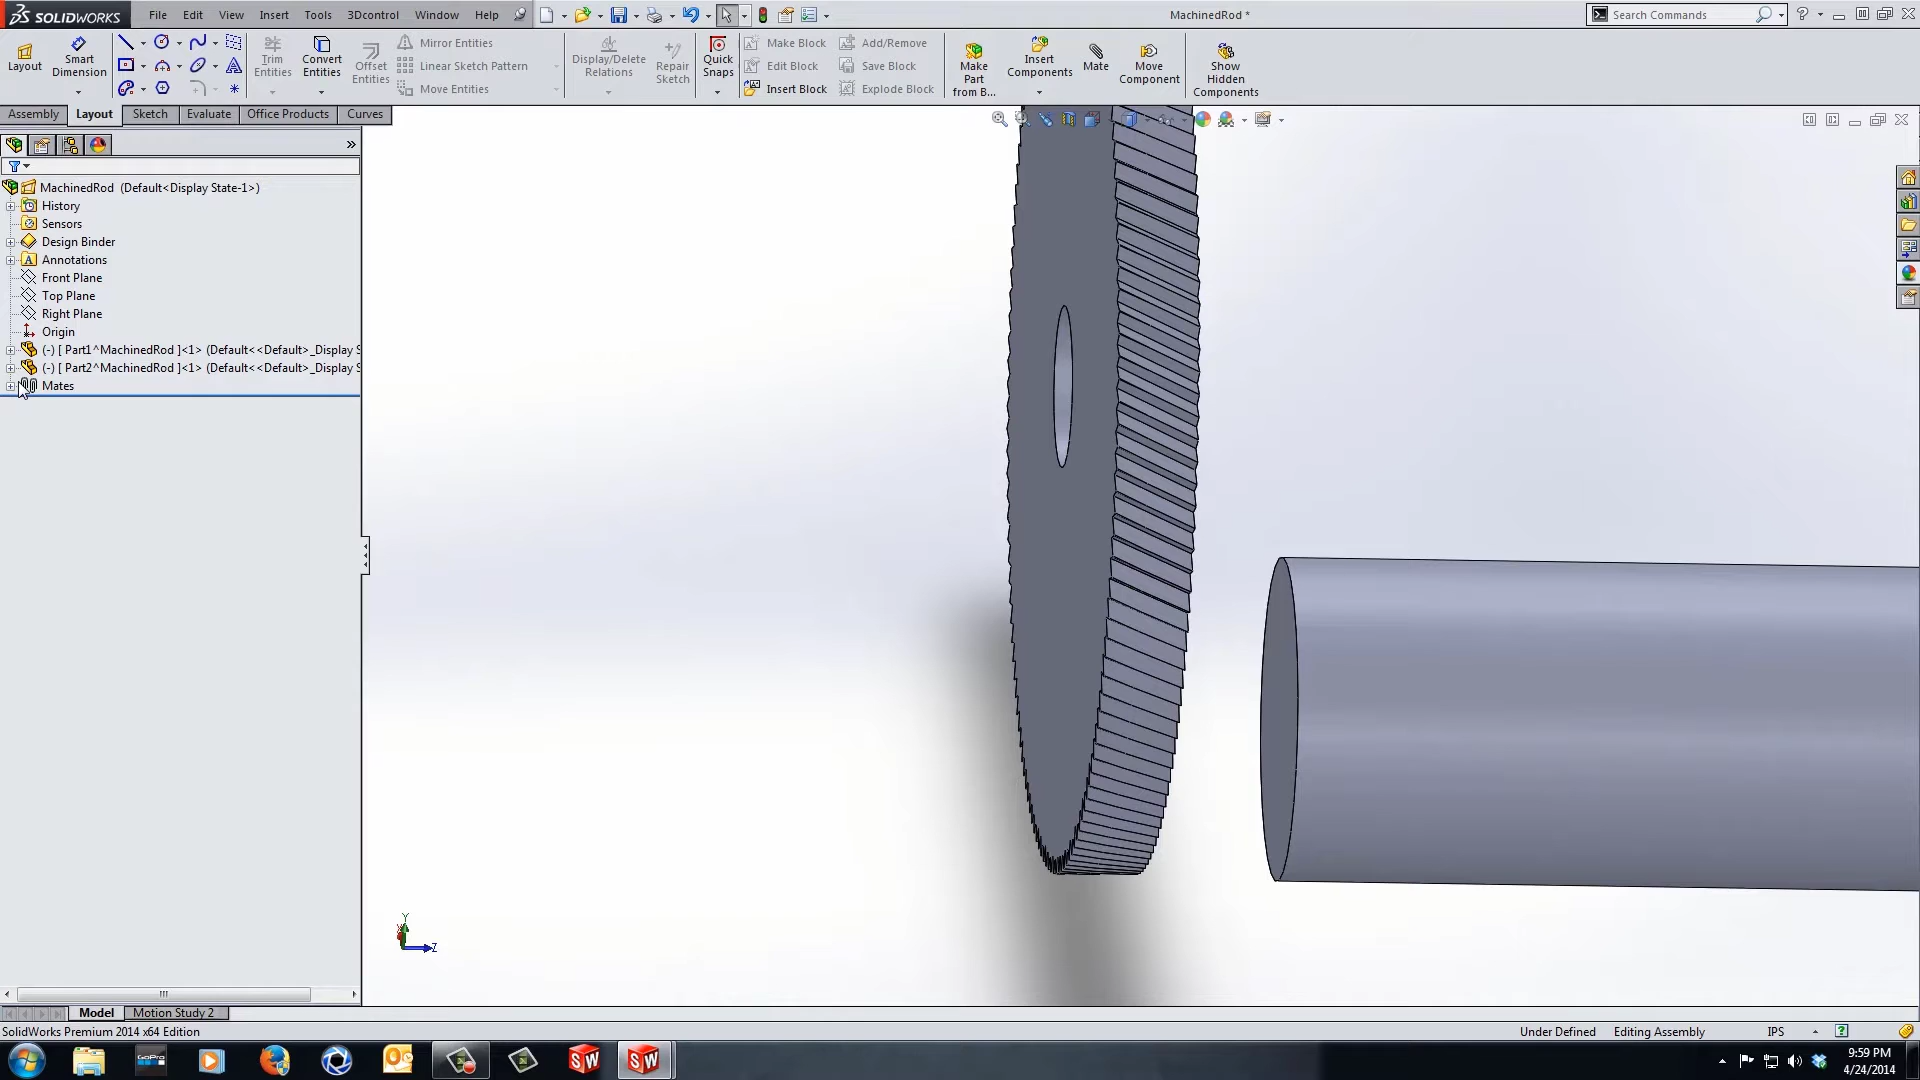 SOLIDWORKS File Edit View Insert Tools 3Dcontrol Window Help MachinedRod * Search Commands ?
Layout
Smart Dimension
Trim Entities
Convert Entities
Offset Entities
Mirror Entities
Linear Sketch Pattern
Move Entities
Display/Delete Relations
Repair Sketch
Quick Snaps
Make Block
Edit Block
Insert Block
Add/Remove
Save Block
Explode Block
Make Part from B...
Insert Components
Mate
Move Component
Show Hidden Components
Assembly Layout Sketch Evaluate Office Products Curves
MachinedRod (Default<Display State-1>)
History
Sensors
Design Binder
A Annotations
Front Plane
Top Plane
Right Plane
Origin
(-) [ Part1^MachinedRod ]<1> (Default<<Default>_Display S
(-) [ Part2^MachinedRod ]<1> (Default<<Default>_Display S
Mates
Y
Z
Model Motion Study 2
SolidWorks Premium 2014 x64 Edition Under Defined Editing Assembly IPS ?
GoPro SW SW
9:59 PM
4/24/2014